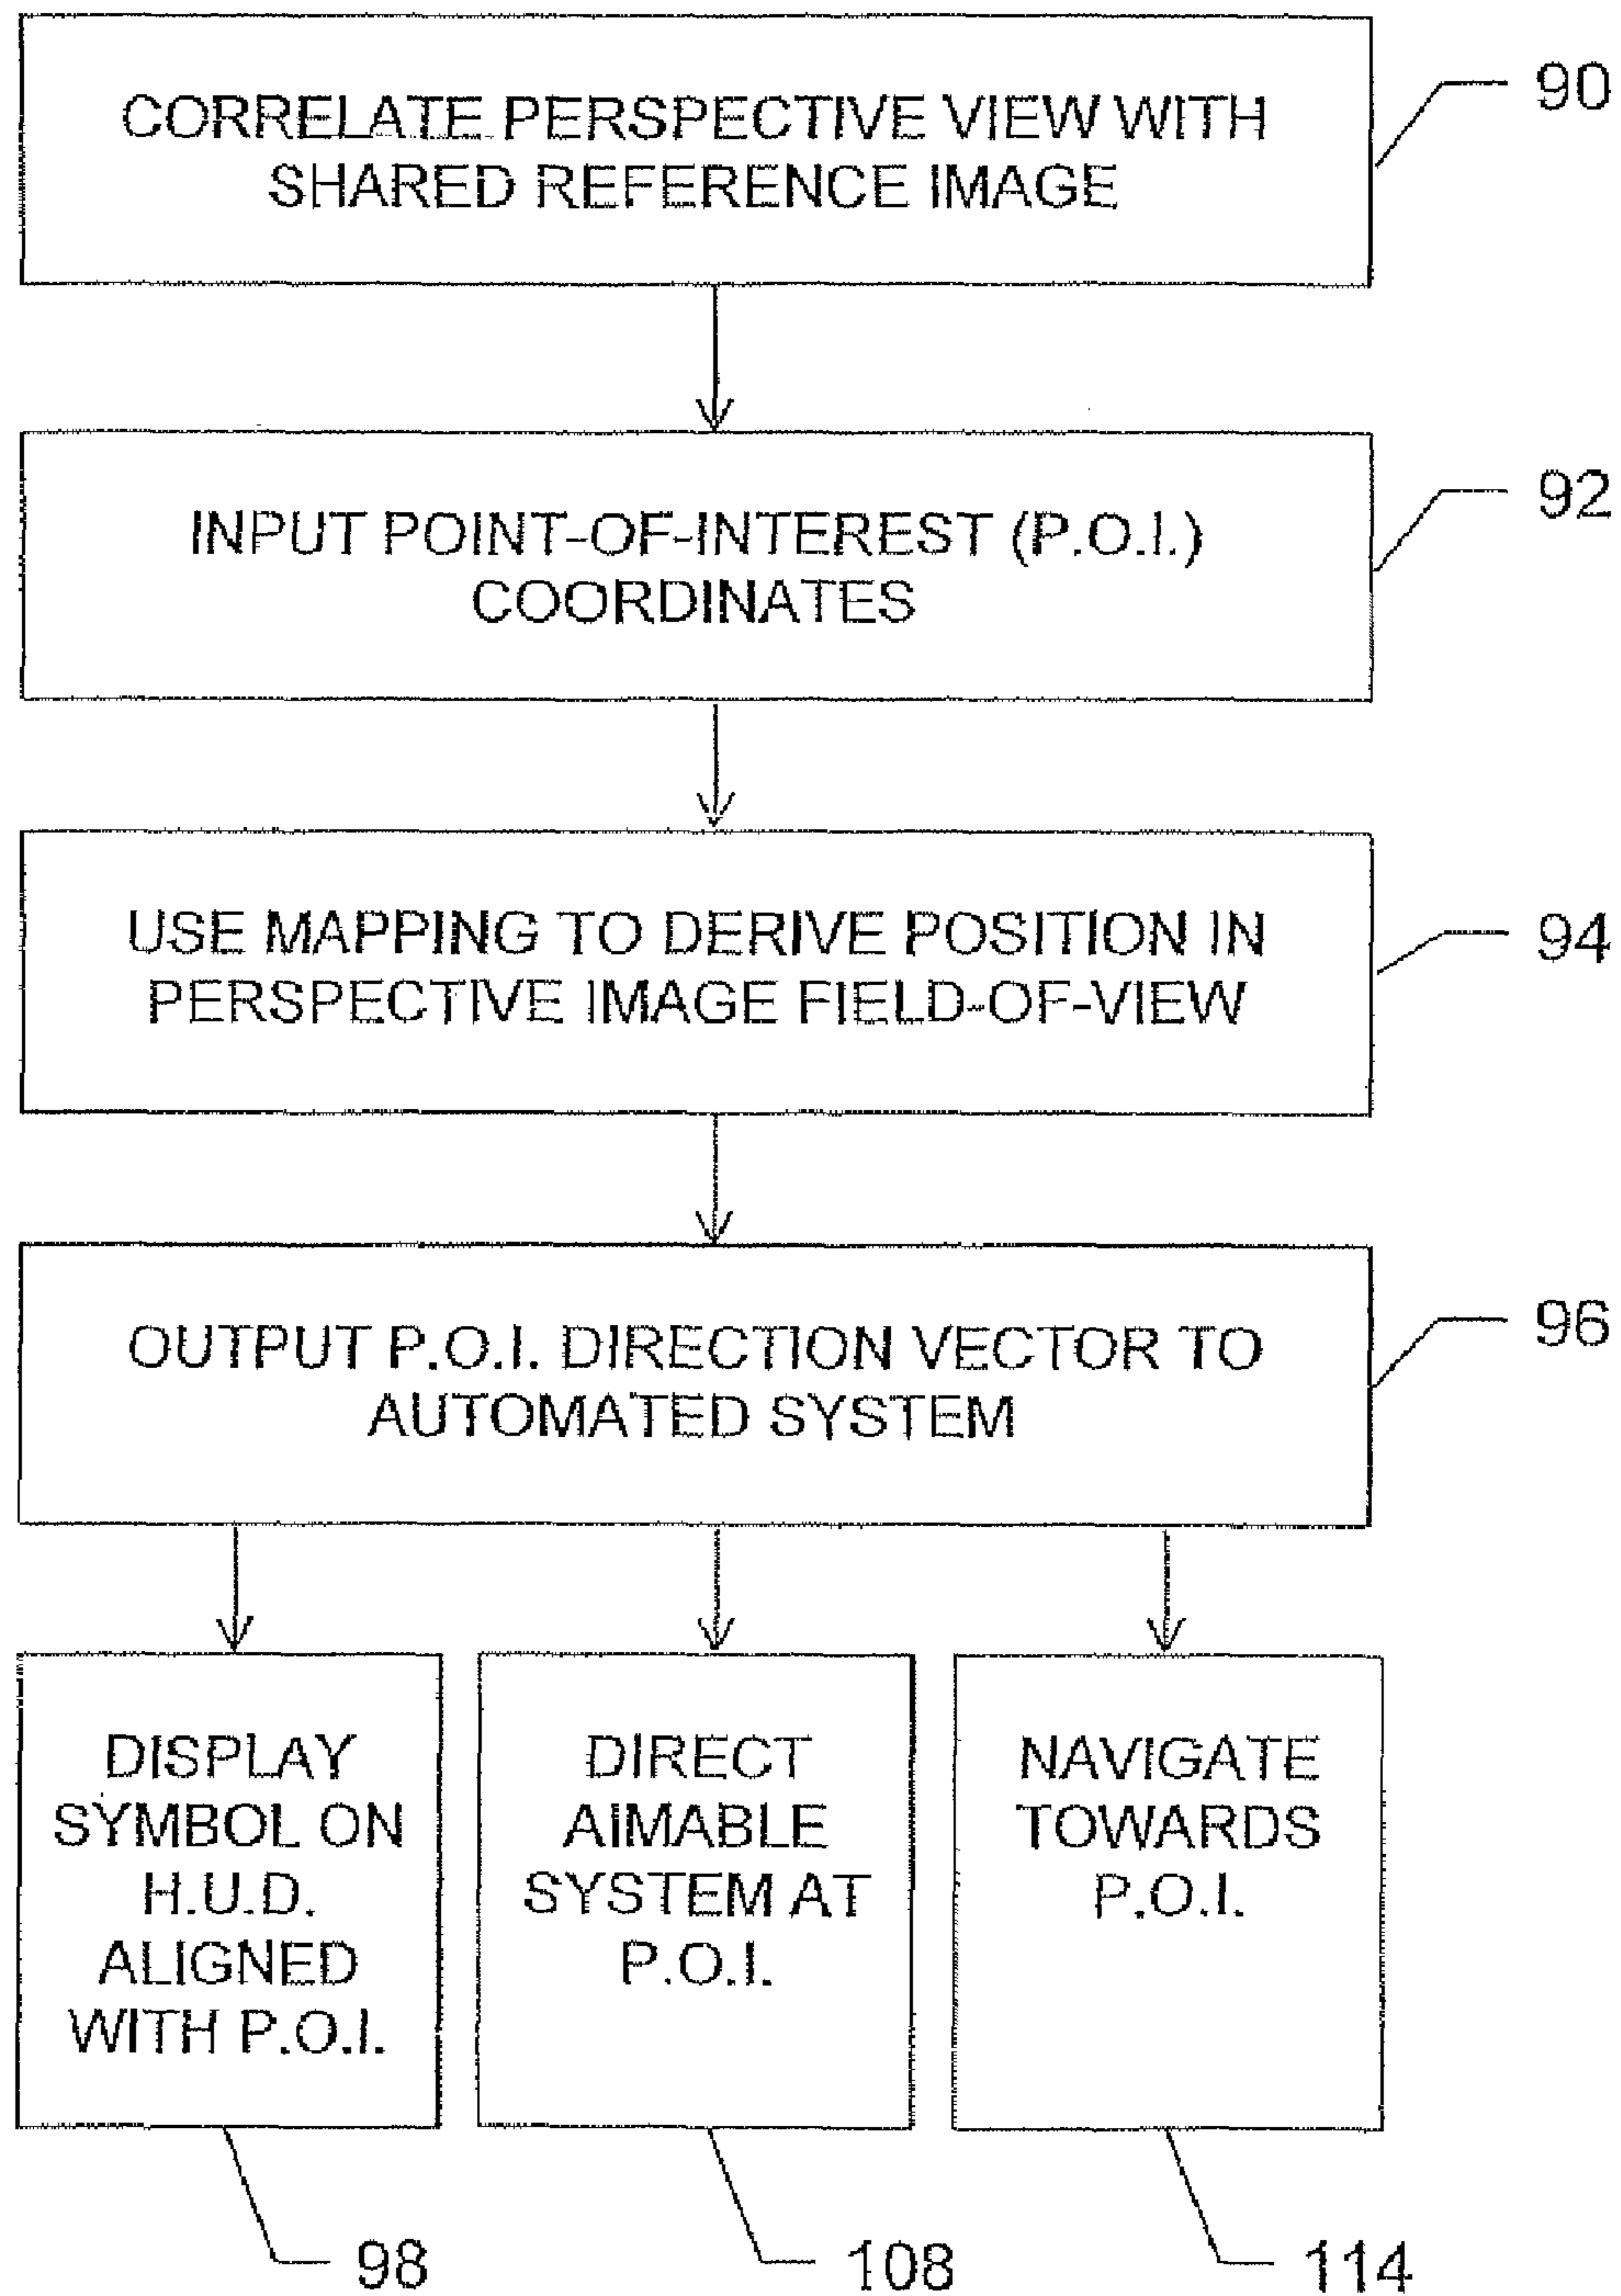 CORRELATE PERSPECTIVE VIEW WITH
SHARED REFERENCE IMAGE
90
INPUT POINT-OF-INTEREST (P.O.I.)
COORDINATES
92
USE MAPPING TO DERIVE POSITION IN
PERSPECTIVE IMAGE FIELD-OF-VIEW
94
OUTPUT P.O.I. DIRECTION VECTOR TO
AUTOMATED SYSTEM
96
DISPLAY
SYMBOL ON
H.U.D.
ALIGNED
WITH P.O.I.
98
DIRECT
AIMABLE
SYSTEM AT
P.O.I.
108
NAVIGATE
TOWARDS
P.O.I.
114